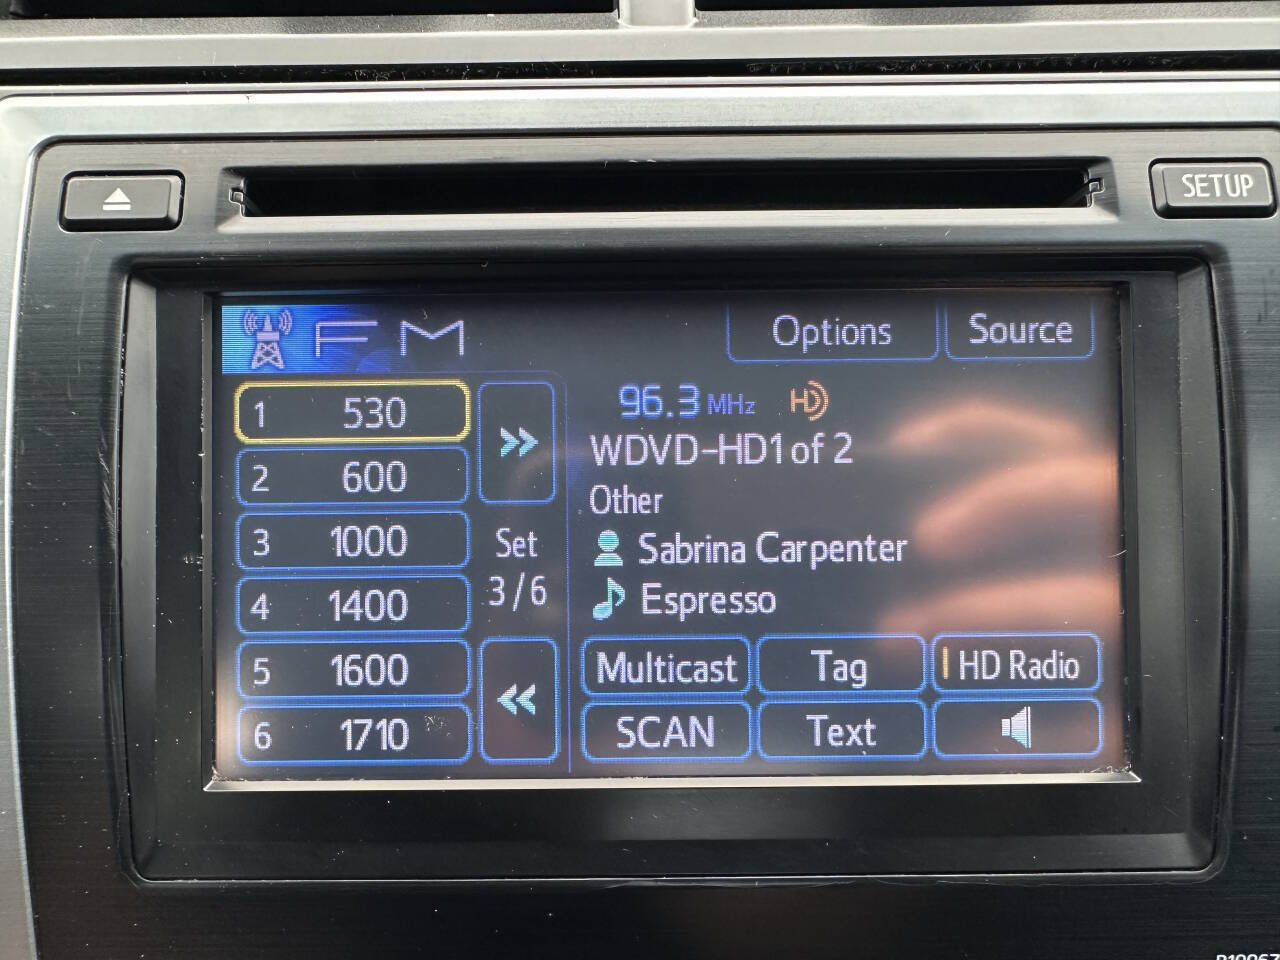 SETUP
FM
Options
Source
1 530
2 600
3 1000
4 1400
5 1600
6 1710
Set
3/6
96.3 MHz HD
WDVD-HD1 of 2
Other
Sabrina Carpenter
Espresso
Multicast
Tag
HD Radio
SCAN
Text